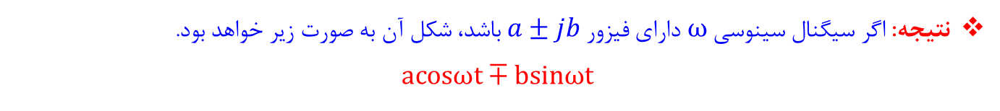 ❖ نتیجه: اگر سیگنال سینوسی ω دارای فیزور a ± jb باشد، شکل آن به صورت زیر خواهد بود.
acosωt ∓ bsinωt